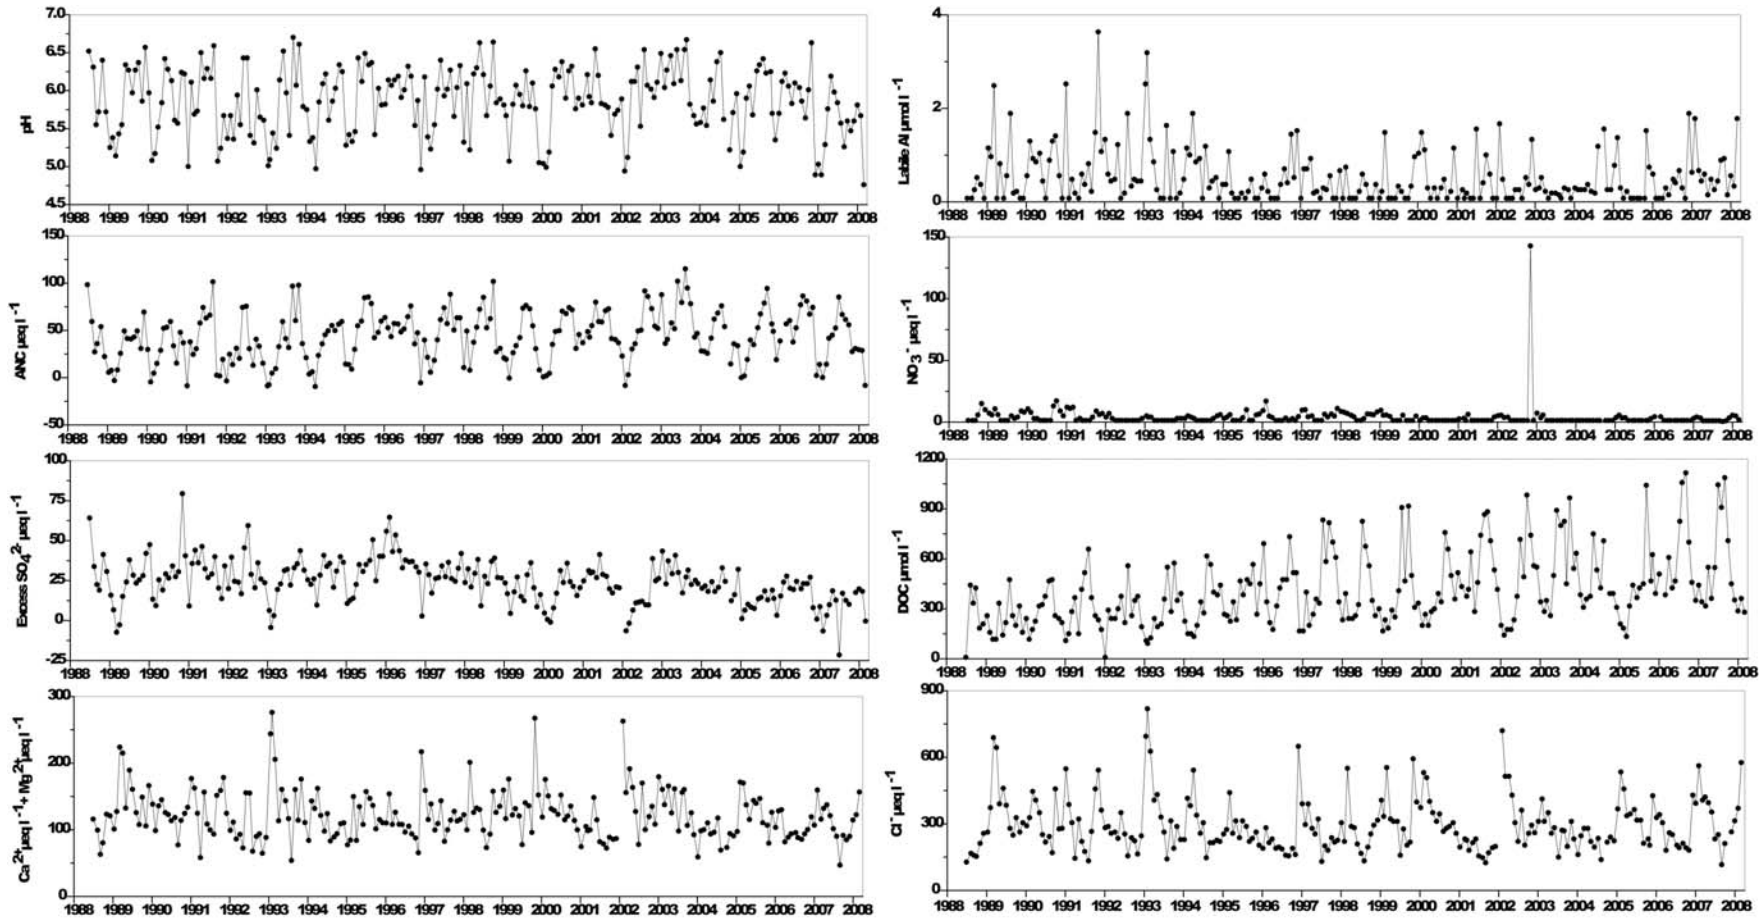 7.0
6.5
6.0
5.5
5.0
4.5
pH
1988 1989 1990 1991 1992 1993 1994 1995 1996 1997 1998 1999 2000 2001 2002 2003 2004 2005 2006 2007 2008
4
2
0
Labile Al µmol l⁻¹
1988 1989 1990 1991 1992 1993 1994 1995 1996 1997 1998 1999 2000 2001 2002 2003 2004 2005 2006 2007 2008
150
100
50
0
-50
ANC µeq l⁻¹
1988 1989 1990 1991 1992 1993 1994 1995 1996 1997 1998 1999 2000 2001 2002 2003 2004 2005 2006 2007 2008
150
100
50
0
NO₃⁻ µeq l⁻¹
1988 1989 1990 1991 1992 1993 1994 1995 1996 1997 1998 1999 2000 2001 2002 2003 2004 2005 2006 2007 2008
100
75
50
25
0
-25
Excess SO₄²⁻ µeq l⁻¹
1988 1989 1990 1991 1992 1993 1994 1995 1996 1997 1998 1999 2000 2001 2002 2003 2004 2005 2006 2007 2008
1200
900
600
300
0
DOC µmol l⁻¹
1988 1989 1990 1991 1992 1993 1994 1995 1996 1997 1998 1999 2000 2001 2002 2003 2004 2005 2006 2007 2008
300
200
100
0
Ca²⁺µeq l⁻¹+ Mg²⁺µeq l⁻¹
1988 1989 1990 1991 1992 1993 1994 1995 1996 1997 1998 1999 2000 2001 2002 2003 2004 2005 2006 2007 2008
900
600
300
0
Cl⁻µeq l⁻¹
1988 1989 1990 1991 1992 1993 1994 1995 1996 1997 1998 1999 2000 2001 2002 2003 2004 2005 2006 2007 2008